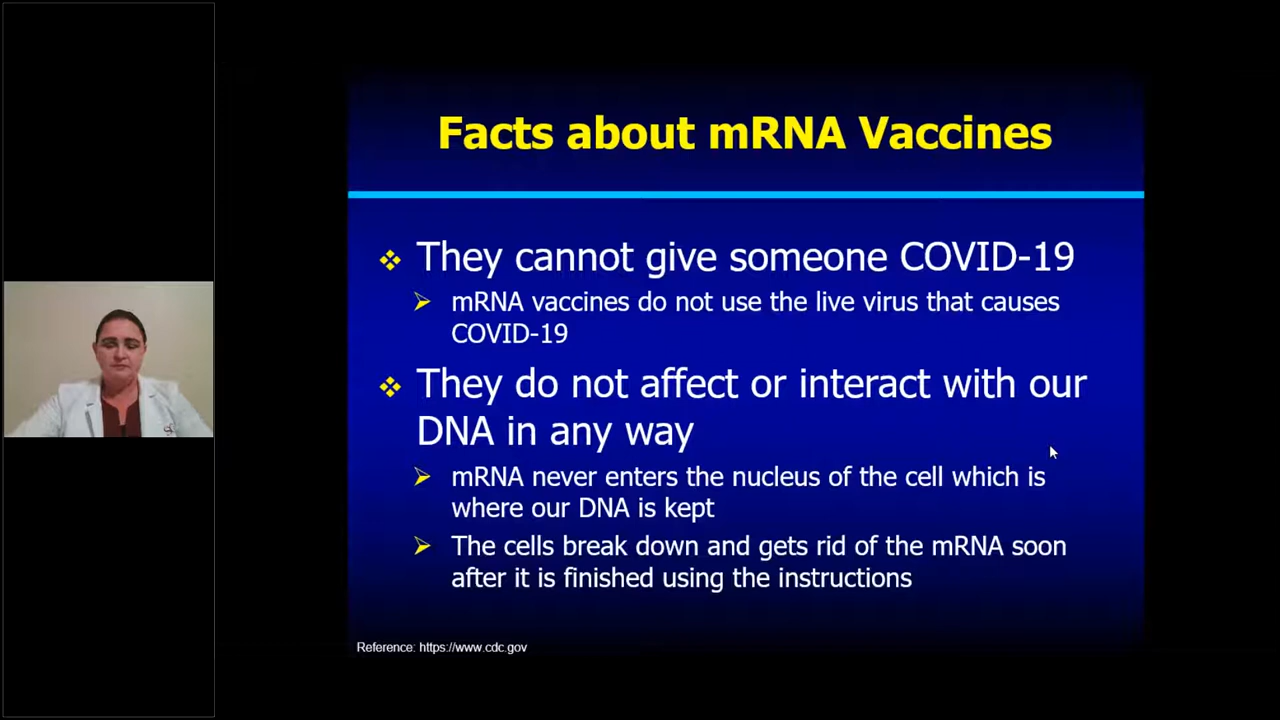 Facts about mRNA Vaccines
They cannot give someone COVID-19
mRNA vaccines do not use the live virus that causes
COVID-19
They do not affect or interact with our
DNA in any way
mRNA never enters the nucleus of the cell which is
where our DNA is kept
The cells break down and gets rid of the mRNA soon
after it is finished using the instructions
Reference: https://www.cdc.gov